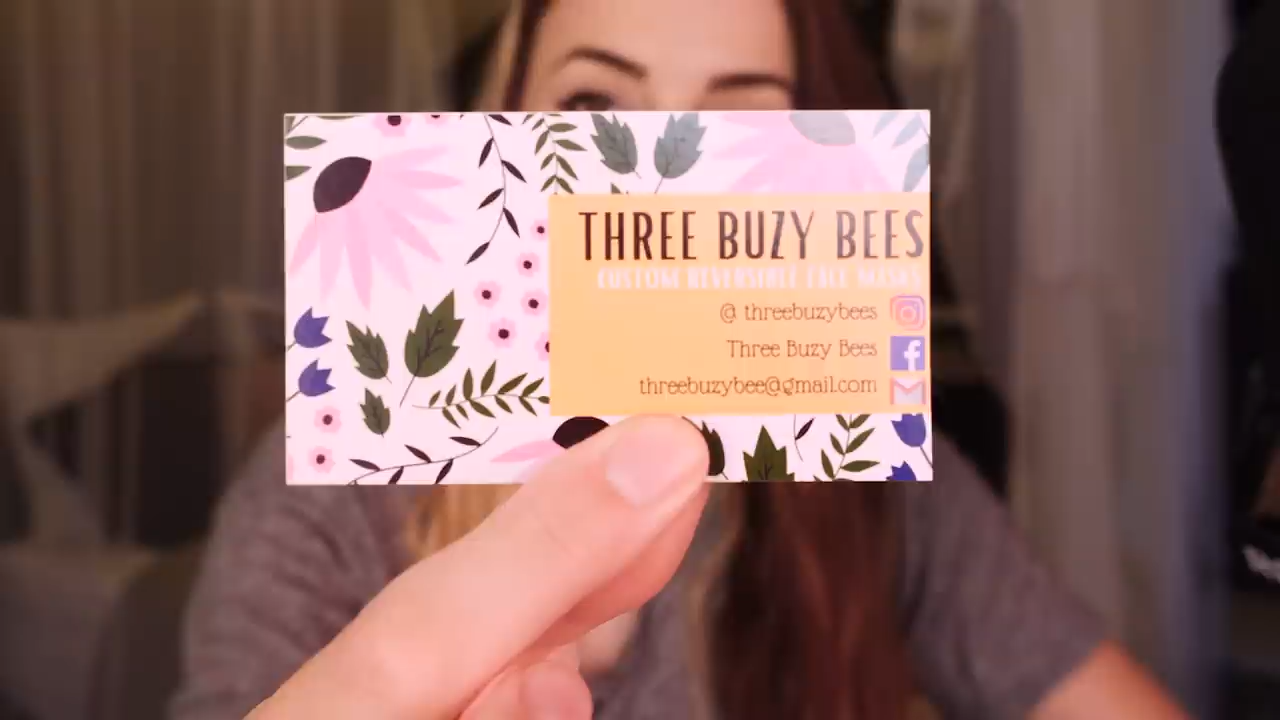 THREE BUZY BEES
CUSTOM REVERSIBLE FACE MASKS
@ threebuzybees
Three Buzy Bees
threebuzybee@gmail.com